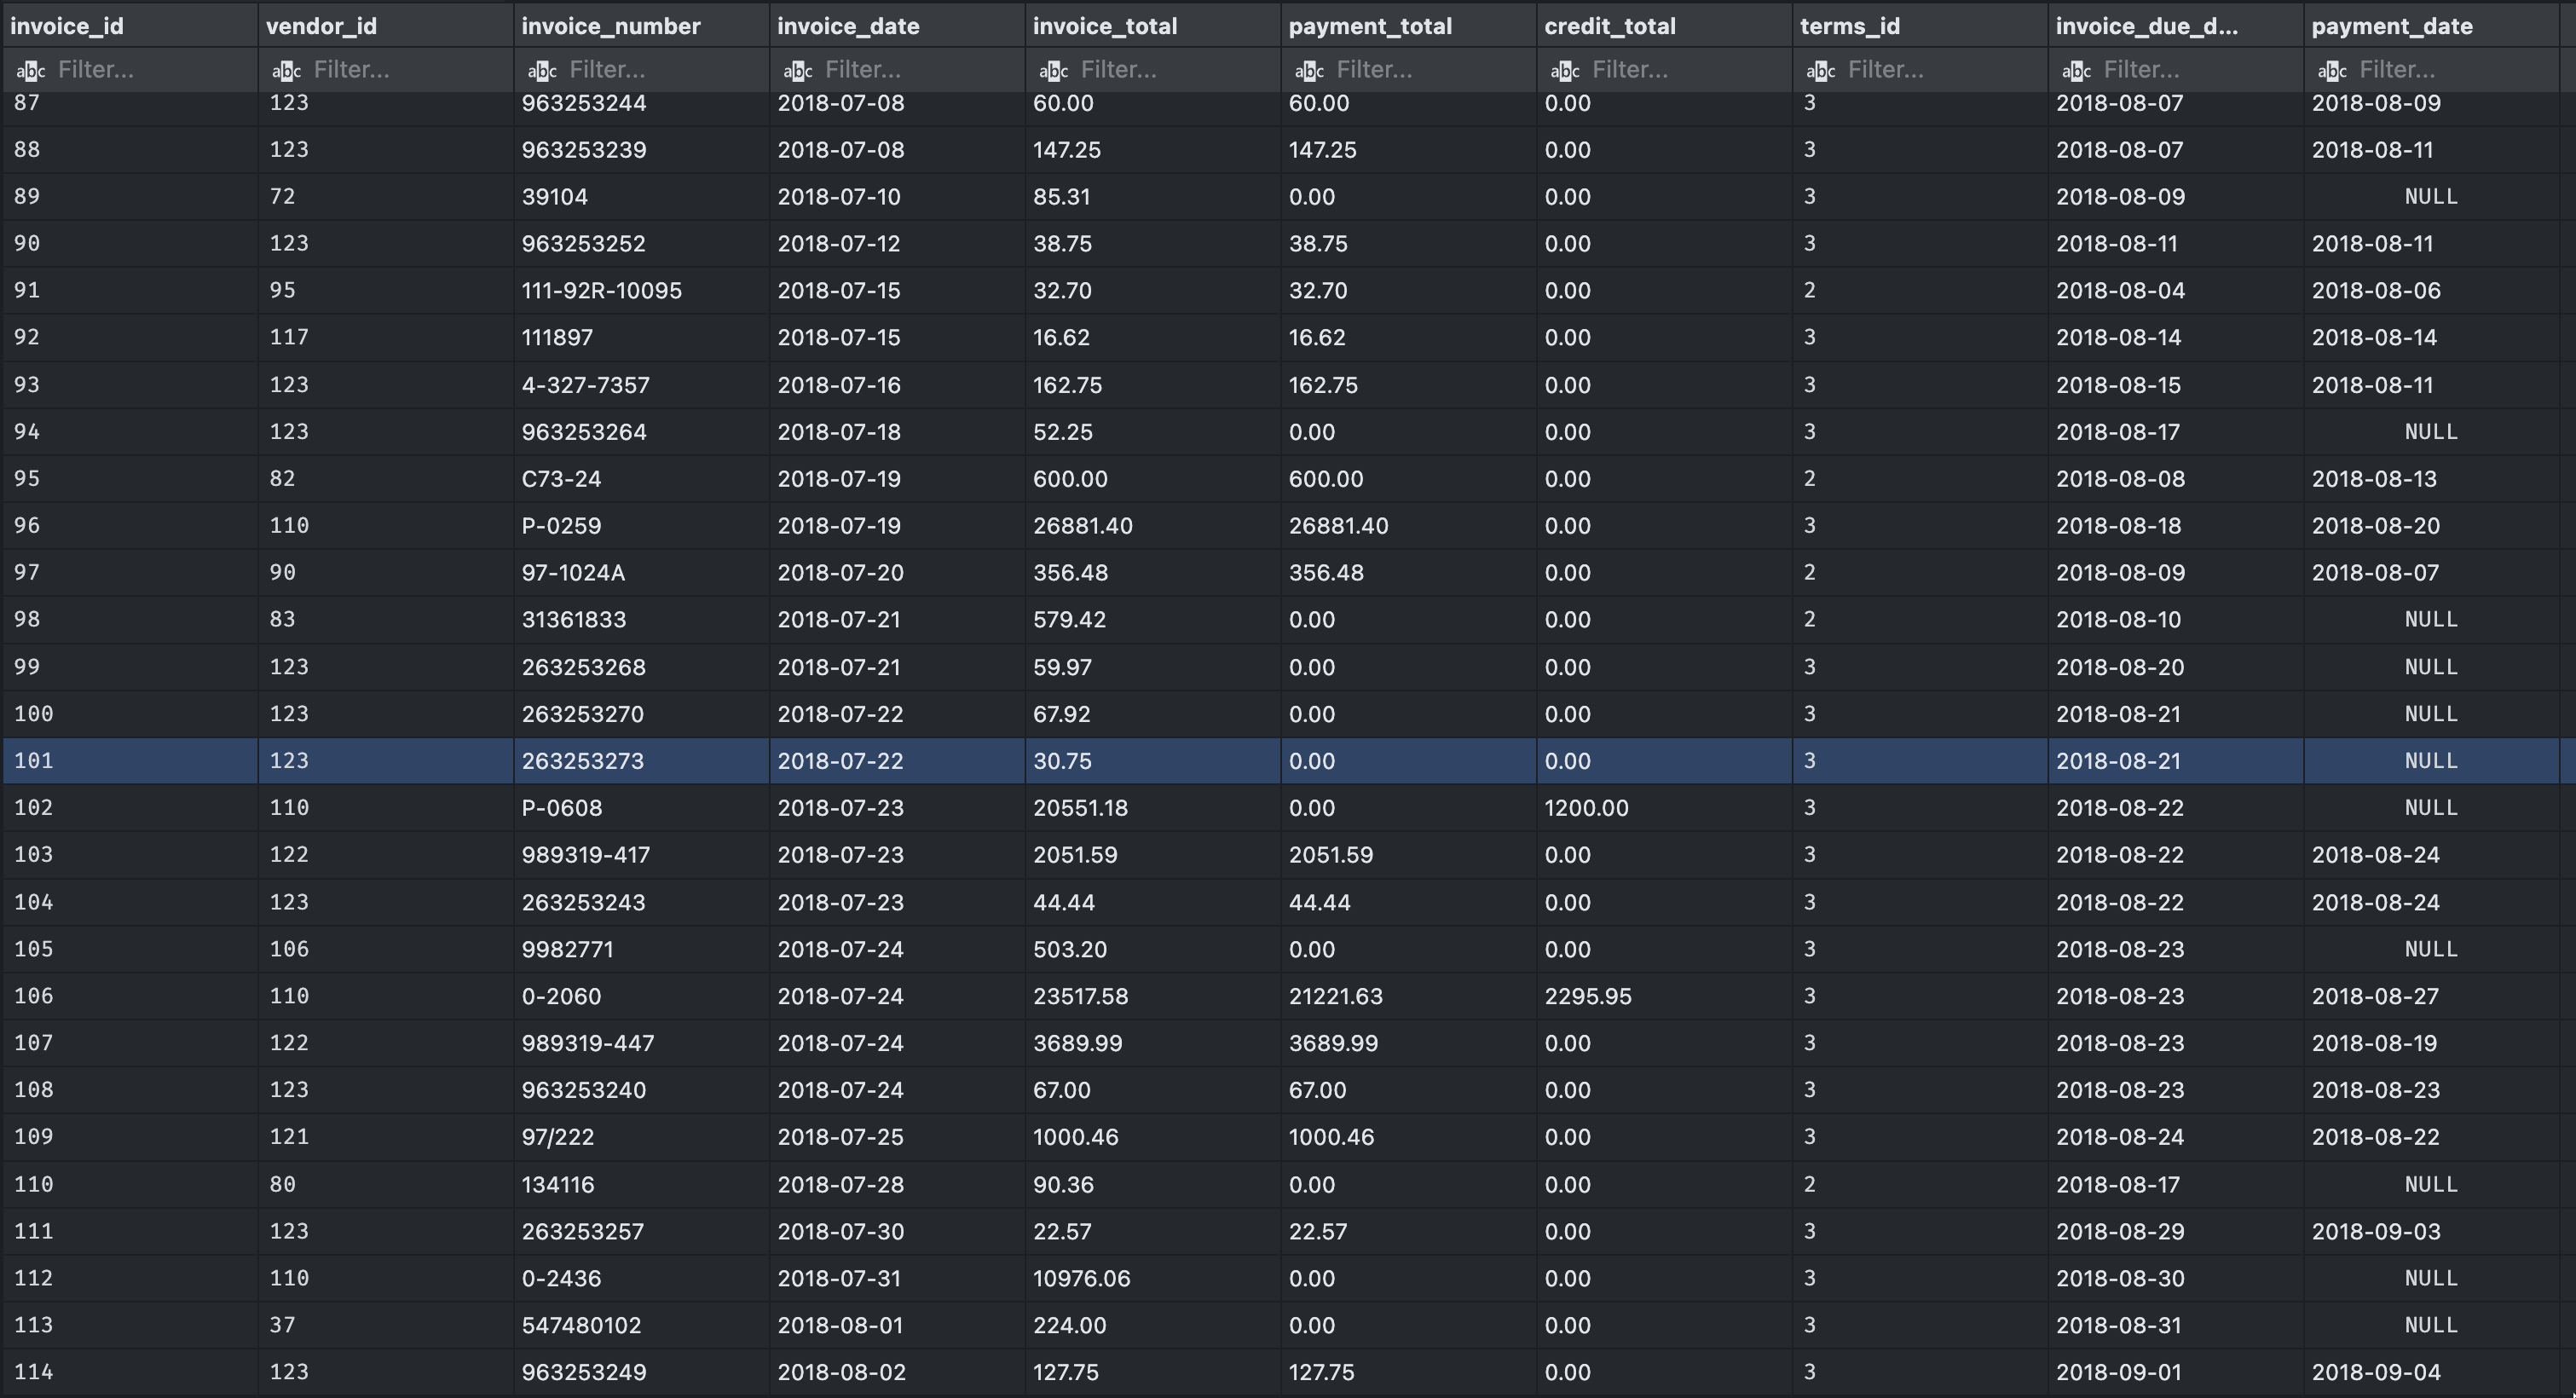 invoice_id vendor_id invoice_number invoice_date invoice_total payment_total credit_total terms_id invoice_due_d... payment_date
abc Filter... abc Filter... abc Filter... abc Filter... abc Filter... abc Filter... abc Filter... abc Filter... abc Filter... abc Filter...
87 123 963253244 2018-07-08 60.00 60.00 0.00 3 2018-08-07 2018-08-09
88 123 963253239 2018-07-08 147.25 147.25 0.00 3 2018-08-07 2018-08-11
89 72 39104 2018-07-10 85.31 0.00 0.00 3 2018-08-09 NULL
90 123 963253252 2018-07-12 38.75 38.75 0.00 3 2018-08-11 2018-08-11
91 95 111-92R-10095 2018-07-15 32.70 32.70 0.00 2 2018-08-04 2018-08-06
92 117 111897 2018-07-15 16.62 16.62 0.00 3 2018-08-14 2018-08-14
93 123 4-327-7357 2018-07-16 162.75 162.75 0.00 3 2018-08-15 2018-08-11
94 123 963253264 2018-07-18 52.25 0.00 0.00 3 2018-08-17 NULL
95 82 C73-24 2018-07-19 600.00 600.00 0.00 2 2018-08-08 2018-08-13
96 110 P-0259 2018-07-19 26881.40 26881.40 0.00 3 2018-08-18 2018-08-20
97 90 97-1024A 2018-07-20 356.48 356.48 0.00 2 2018-08-09 2018-08-07
98 83 31361833 2018-07-21 579.42 0.00 0.00 2 2018-08-10 NULL
99 123 263253268 2018-07-21 59.97 0.00 0.00 3 2018-08-20 NULL
100 123 263253270 2018-07-22 67.92 0.00 0.00 3 2018-08-21 NULL
101 123 263253273 2018-07-22 30.75 0.00 0.00 3 2018-08-21 NULL
102 110 P-0608 2018-07-23 20551.18 0.00 1200.00 3 2018-08-22 NULL
103 122 989319-417 2018-07-23 2051.59 2051.59 0.00 3 2018-08-22 2018-08-24
104 123 263253243 2018-07-23 44.44 44.44 0.00 3 2018-08-22 2018-08-24
105 106 9982771 2018-07-24 503.20 0.00 0.00 3 2018-08-23 NULL
106 110 0-2060 2018-07-24 23517.58 21221.63 2295.95 3 2018-08-23 2018-08-27
107 122 989319-447 2018-07-24 3689.99 3689.99 0.00 3 2018-08-23 2018-08-19
108 123 963253240 2018-07-24 67.00 67.00 0.00 3 2018-08-23 2018-08-23
109 121 97/222 2018-07-25 1000.46 1000.46 0.00 3 2018-08-24 2018-08-22
110 80 134116 2018-07-28 90.36 0.00 0.00 2 2018-08-17 NULL
111 123 263253257 2018-07-30 22.57 22.57 0.00 3 2018-08-29 2018-09-03
112 110 0-2436 2018-07-31 10976.06 0.00 0.00 3 2018-08-30 NULL
113 37 547480102 2018-08-01 224.00 0.00 0.00 3 2018-08-31 NULL
114 123 963253249 2018-08-02 127.75 127.75 0.00 3 2018-09-01 2018-09-04